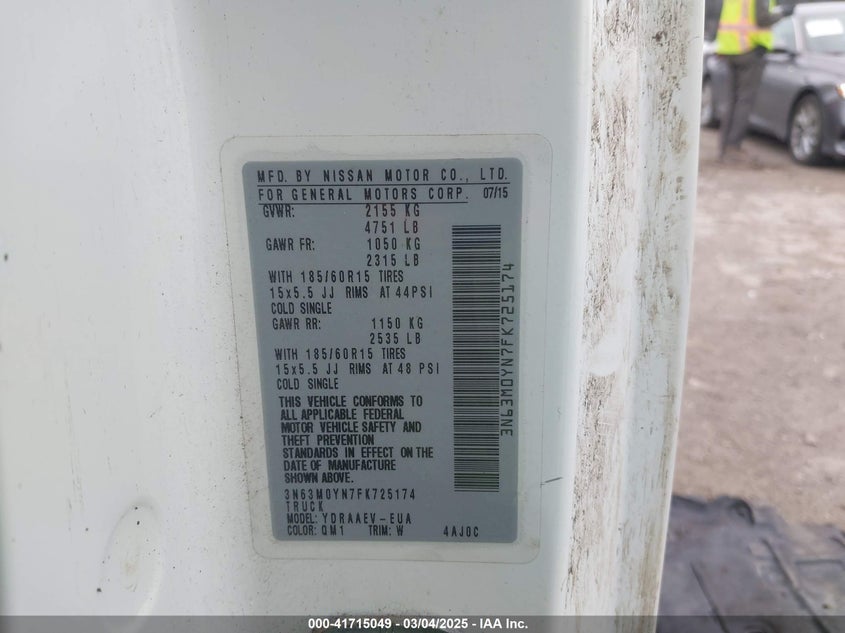 MFD. BY NISSAN MOTOR CO., LTD.
FOR GENERAL MOTORS CORP. 07/15
GVWR: 2155 KG
4751 LB
GAWR FR: 1050 KG
2315 LB
WITH 185/60R15 TIRES
15x5.5 JJ RIMS AT 44PSI
COLD SINGLE
GAWR RR: 1150 KG
2535 LB
WITH 185/60R15 TIRES
15x5.5 JJ RIMS AT 48 PSI
COLD SINGLE
THIS VEHICLE CONFORMS TO
ALL APPLICABLE FEDERAL
MOTOR VEHICLE SAFETY AND
THEFT PREVENTION
STANDARDS IN EFFECT ON THE
DATE OF MANUFACTURE
SHOWN ABOVE.
3N63M0YN7FK725174
TRUCK
MODEL: YDRAAEV-EUA
COLOR: QM1 TRIM: W 4AJ0C
3N63M0YN7FK725174
000-41715049 - 03/04/2025 - © IAA Inc.